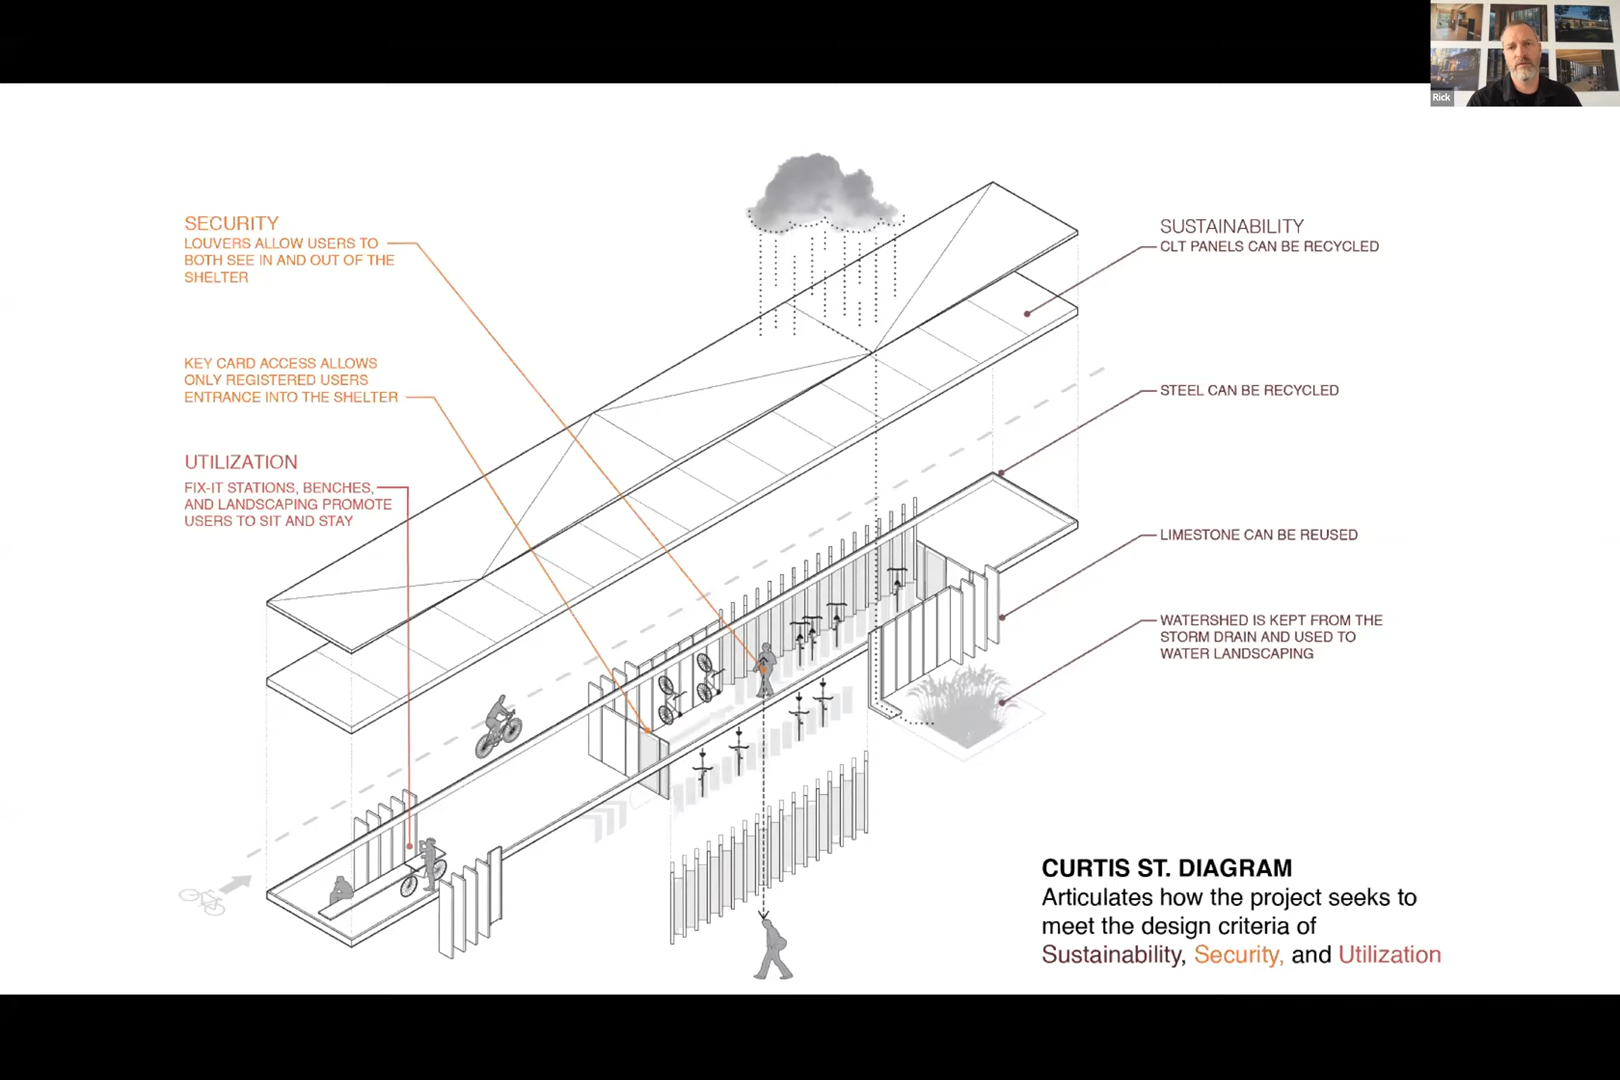 Rick
SECURITY
LOUVERS ALLOW USERS TO
BOTH SEE IN AND OUT OF THE
SHELTER
KEY CARD ACCESS ALLOWS
ONLY REGISTERED USERS
ENTRANCE INTO THE SHELTER
UTILIZATION
FIX-IT STATIONS, BENCHES,
AND LANDSCAPING PROMOTE
USERS TO SIT AND STAY
SUSTAINABILITY
CLT PANELS CAN BE RECYCLED
STEEL CAN BE RECYCLED
LIMESTONE CAN BE REUSED
WATERSHED IS KEPT FROM THE
STORM DRAIN AND USED TO
WATER LANDSCAPING
CURTIS ST. DIAGRAM
Articulates how the project seeks to
meet the design criteria of
Sustainability, Security, and Utilization